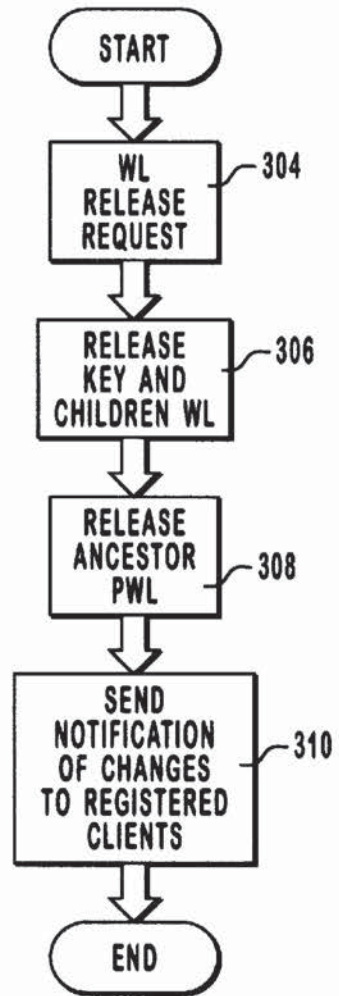 START
WL
RELEASE
REQUEST
304
RELEASE
KEY AND
CHILDREN WL
306
RELEASE
ANCESTOR
PWL
308
SEND
NOTIFICATION
OF CHANGES
TO REGISTERED
CLIENTS
310
END